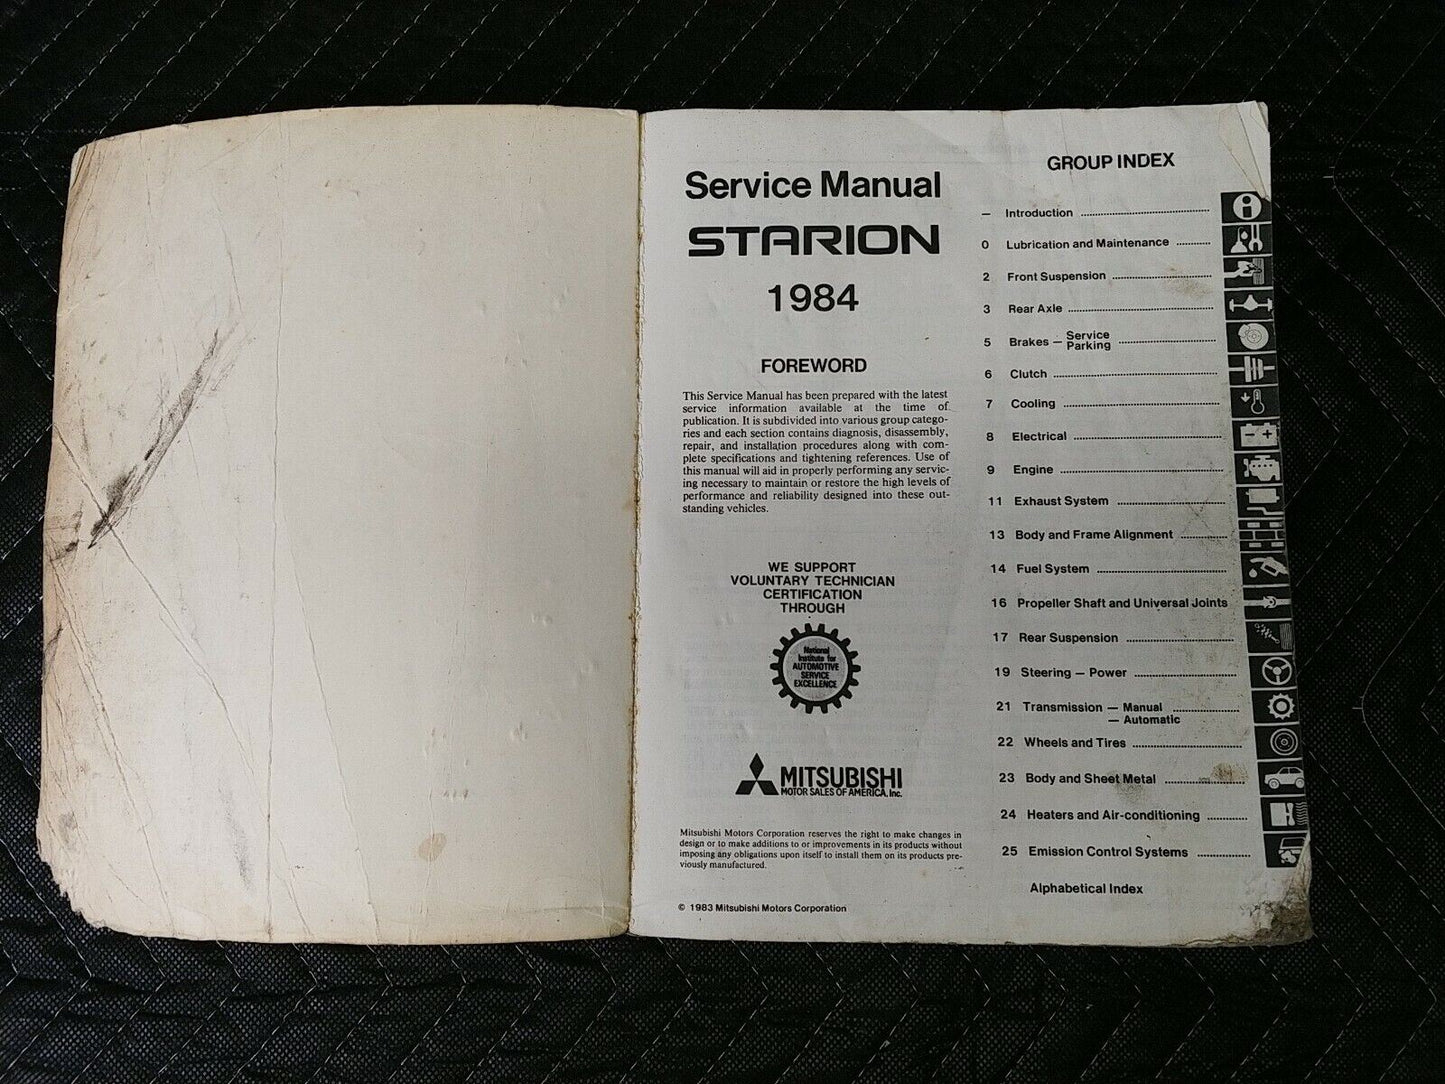 Service Manual
STARION
1984
FOREWORD
This Service Manual has been prepared with the latest
service information available at the time of
publication. It is subdivided into various group catego-
ries and each section contains diagnosis, disassembly,
repair, and installation procedures along with com-
plete specifications and tightening references. Use of
this manual will aid in properly performing any servic-
ing necessary to maintain or restore the high levels of
performance and reliability designed into these out-
standing vehicles.
WE SUPPORT
VOLUNTARY TECHNICIAN
CERTIFICATION
THROUGH
National
Institute for
AUTOMOTIVE
SERVICE
EXCELLENCE
MITSUBISHI
MOTOR SALES OF AMERICA, Inc.
Mitsubishi Motors Corporation reserves the right to make changes in
design or to make additions to or improvements in its products without
imposing any obligations upon itself to install them on its products pre-
viously manufactured.
© 1983 Mitsubishi Motors Corporation
GROUP INDEX
— Introduction
0 Lubrication and Maintenance
2 Front Suspension
3 Rear Axle
5 Brakes — Service
Parking
6 Clutch
7 Cooling
8 Electrical
9 Engine
11 Exhaust System
13 Body and Frame Alignment
14 Fuel System
16 Propeller Shaft and Universal Joints
17 Rear Suspension
19 Steering — Power
21 Transmission — Manual
— Automatic
22 Wheels and Tires
23 Body and Sheet Metal
24 Heaters and Air-conditioning
25 Emission Control Systems
Alphabetical Index